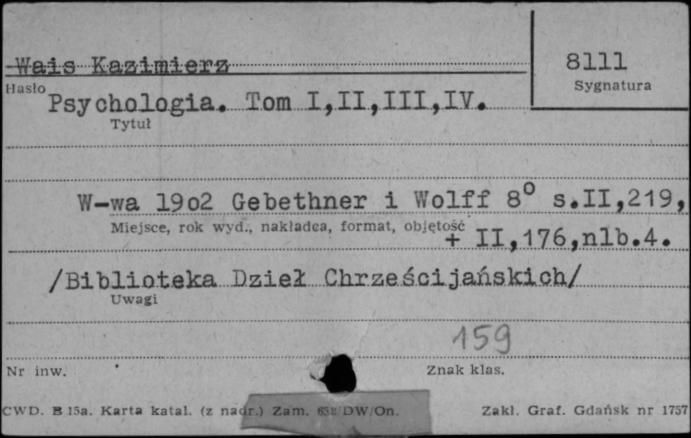 Wais Kazimierz
8111
Hasło
Sygnatura
Psychologia. Tom I,II,III,IV.
Tytuł
W-wa 19o2 Gebethner i Wolff 8° s.II,219,
Miejsce, rok wyd., nakładca, format, objętość
+ II,176,nlb.4.
/Biblioteka Dzieł Chrześcijańskich/
Uwagi
159
Nr inw.
Znak klas.
CWD. B 15a. Karta katal. (z nadr.) Zam. /DW/On.
Zakł. Graf. Gdańsk nr 1757